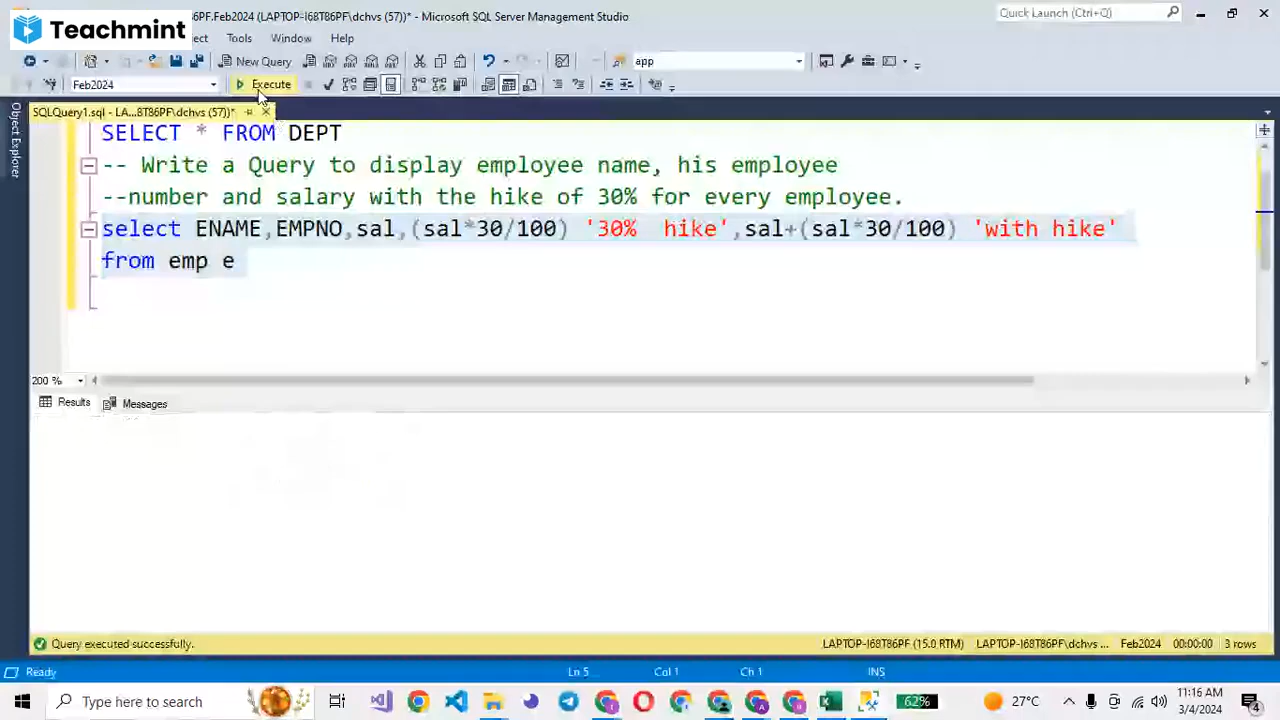 Teachmint
6PF.Feb2024 (LAPTOP-I68T86PF\dchvs (57))* - Microsoft SQL Server Management Studio
Quick Launch (Ctrl+Q)
ect Tools Window Help
New Query
app
Feb2024
Execute
SQLQuery1.sql - LA...8T86PF\dchvs (57))*
Object Explorer
SELECT * FROM DEPT
-- Write a Query to display employee name, his employee
--number and salary with the hike of 30% for every employee.
select ENAME,EMPNO,sal,(sal*30/100) '30%  hike',sal+(sal*30/100) 'with hike'
from emp e
200 %
Results Messages
Query executed successfully.
LAPTOP-I68T86PF (15.0 RTM) LAPTOP-I68T86PF\dchvs ... Feb2024 00:00:00 3 rows
Ready
Ln 5 Col 1 Ch 1 INS
Type here to search
62%
27°C
11:16 AM
3/4/2024
4